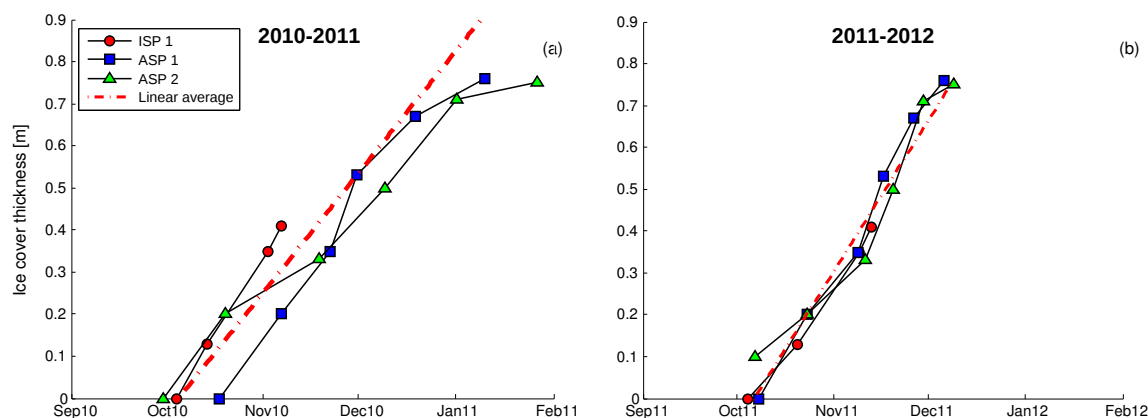 2010-2011
(a)
ISP 1
ASP 1
ASP 2
Linear average
Ice cover thickness [m]
0.9
0.8
0.7
0.6
0.5
0.4
0.3
0.2
0.1
0
Sep10 Oct10 Nov10 Dec10 Jan11 Feb11
2011-2012
(b)
0.9
0.8
0.7
0.6
0.5
0.4
0.3
0.2
0.1
0
Sep11 Oct11 Nov11 Dec11 Jan12 Feb1